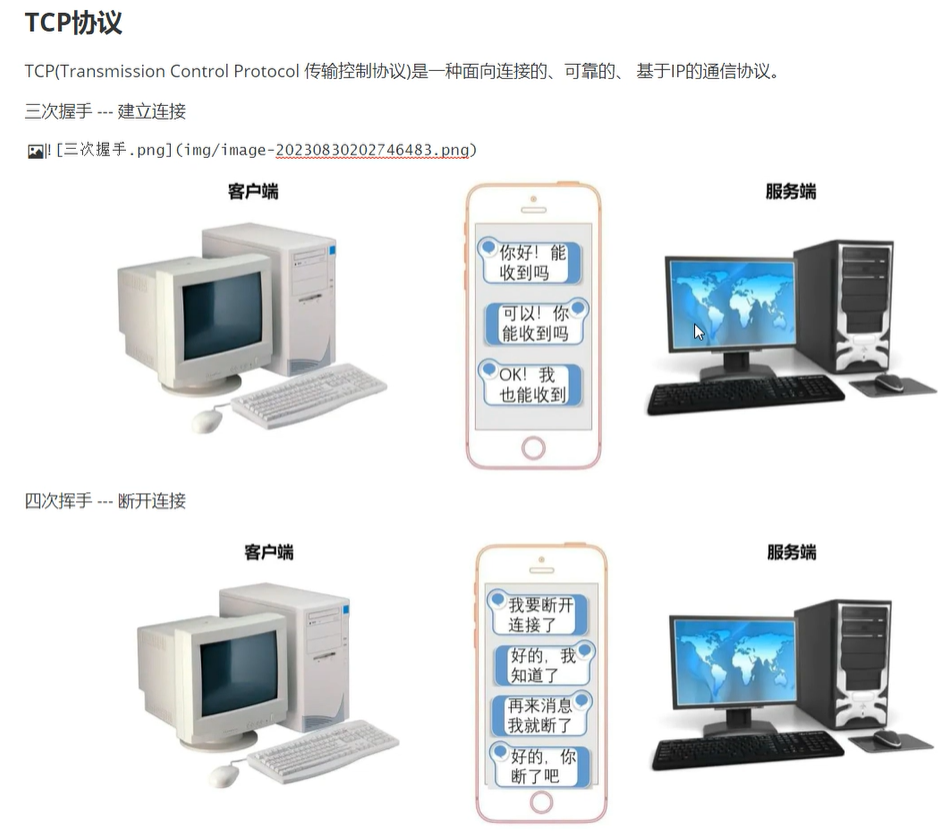 TCP协议
TCP(Transmission Control Protocol 传输控制协议)是一种面向连接的、可靠的、 基于IP的通信协议。
三次握手 --- 建立连接
![三次握手.png](img/image-20230830202746483.png)
客户端
服务端
你好！能
收到吗
可以！你
能收到吗
OK！我
也能收到
四次挥手 --- 断开连接
客户端
服务端
我要断开
连接了
好的，我
知道了
再来消息
我就断了
好的，你
断了吧